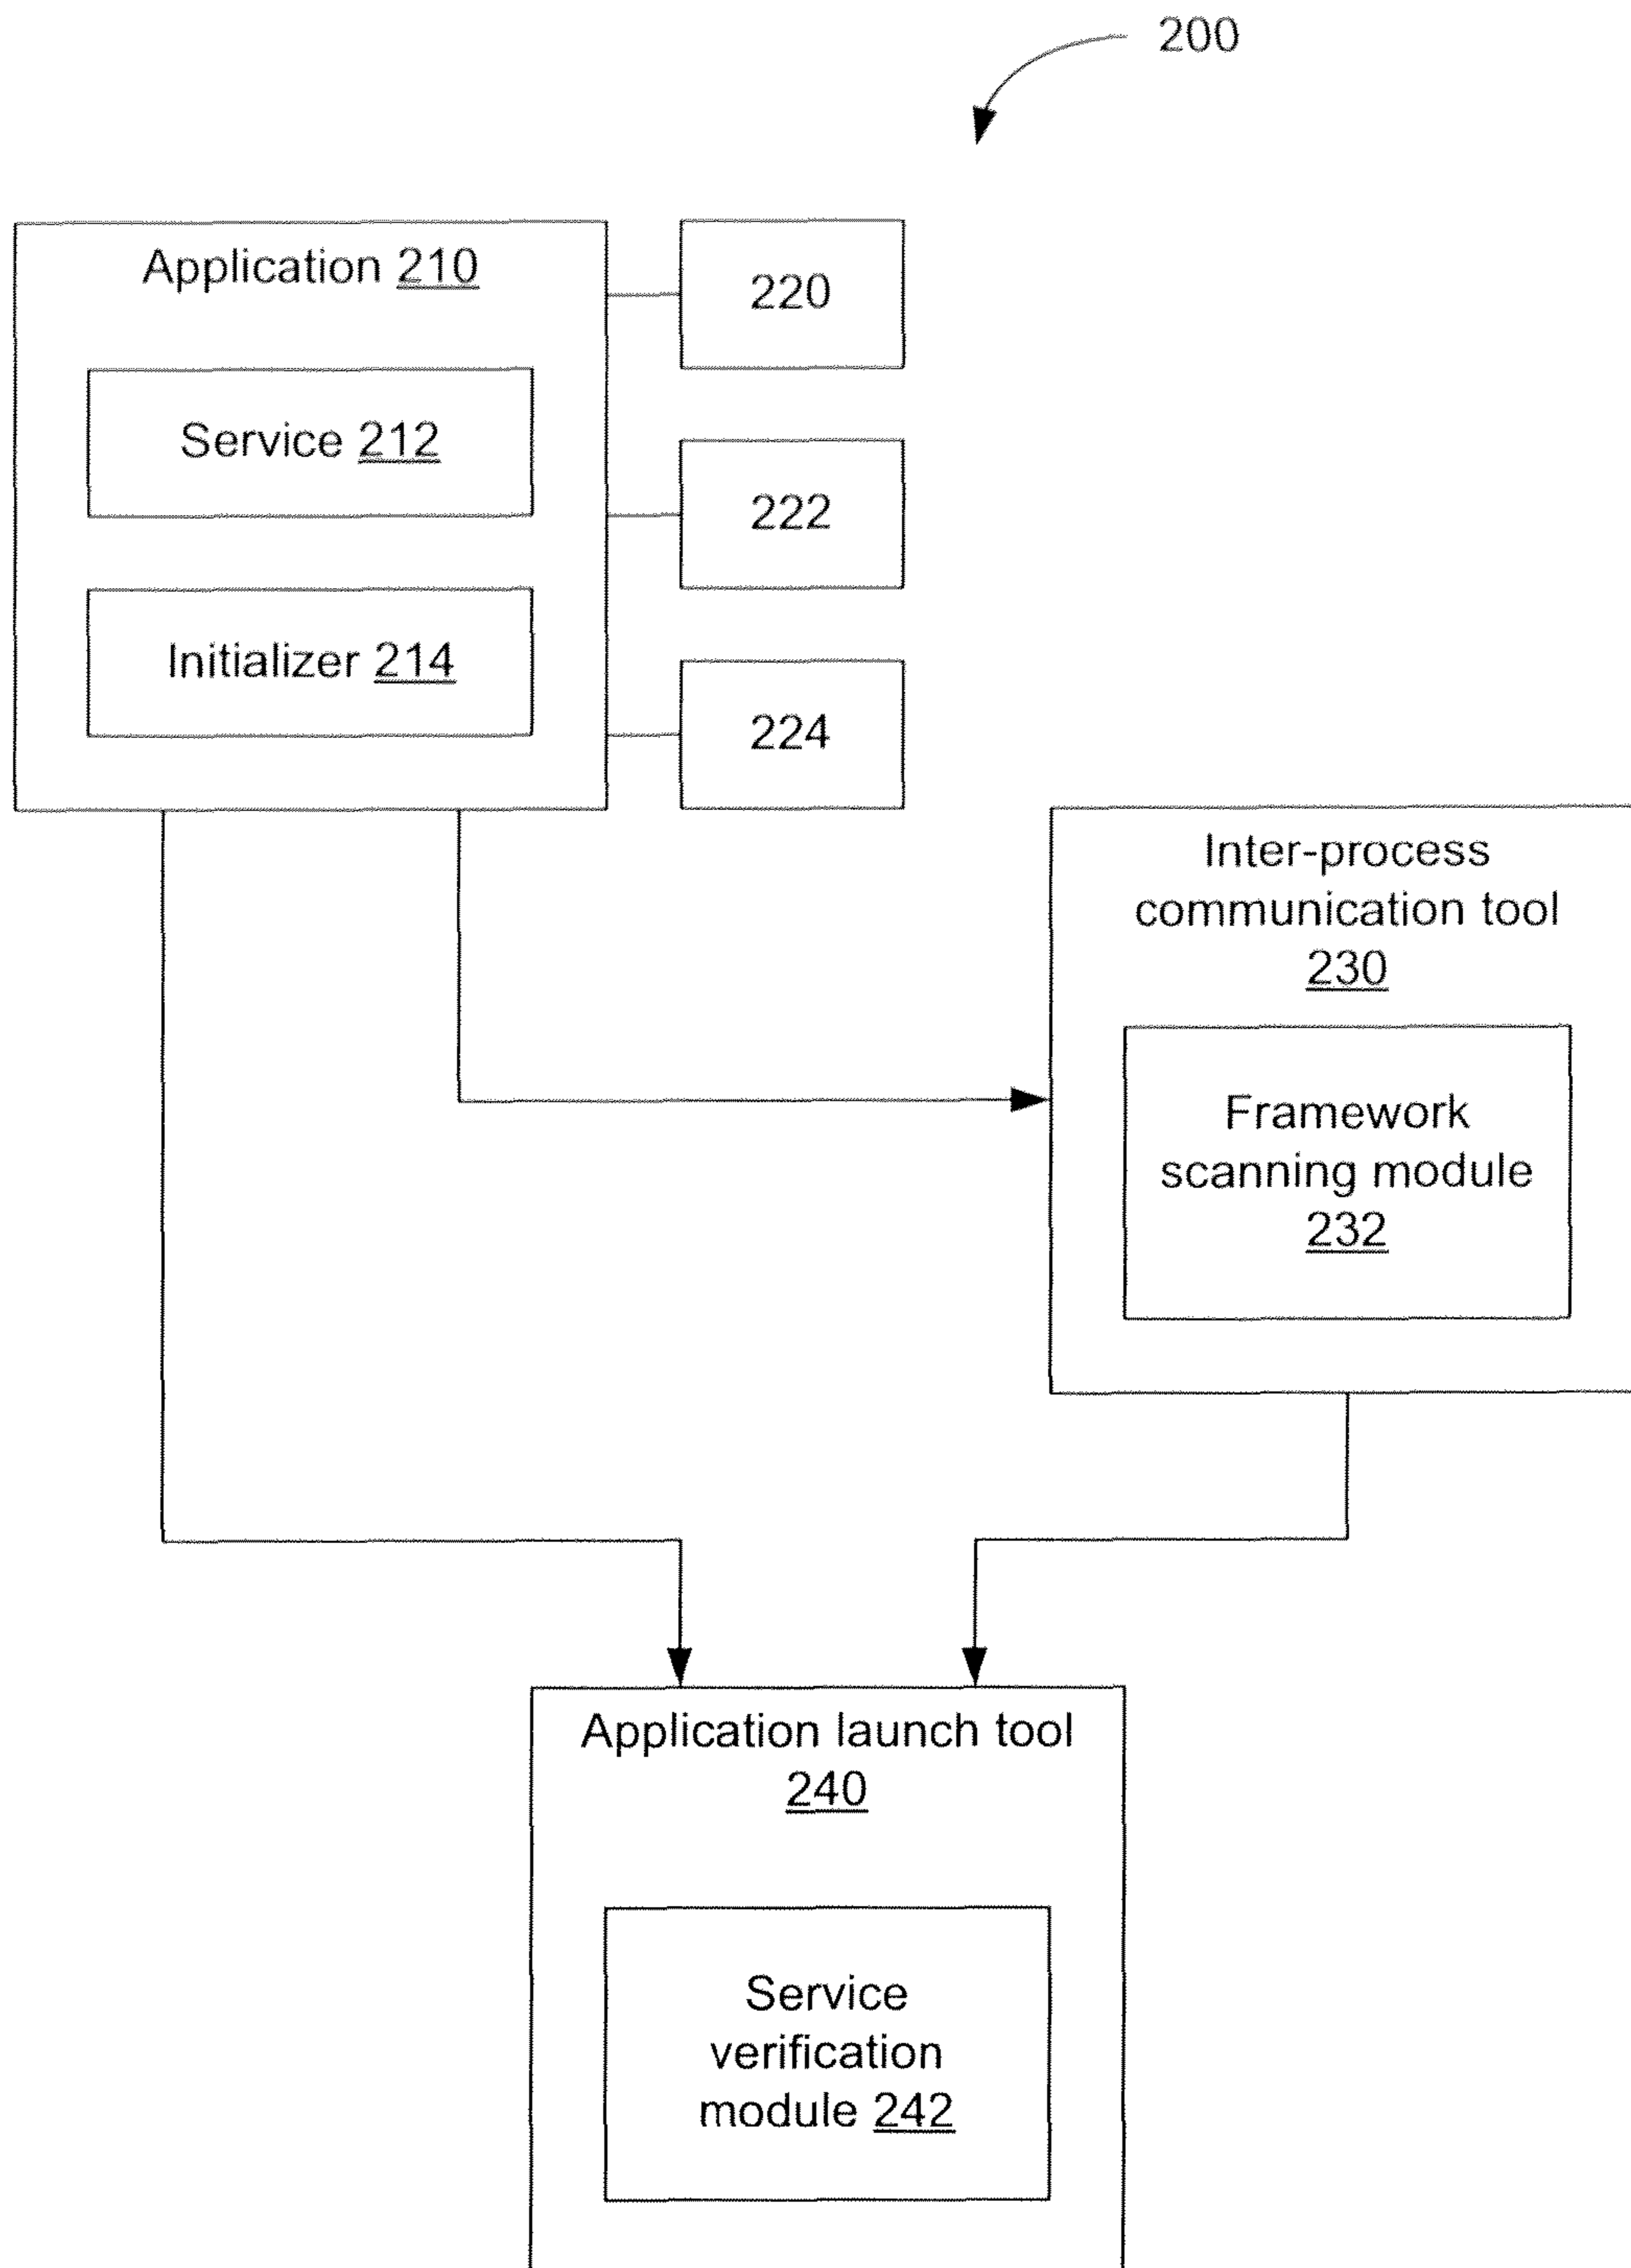 200
Application 210
220
Service 212
222
Initializer 214
224
Inter-process
communication tool
230
Framework
scanning module
232
Application launch tool
240
Service
verification
module 242